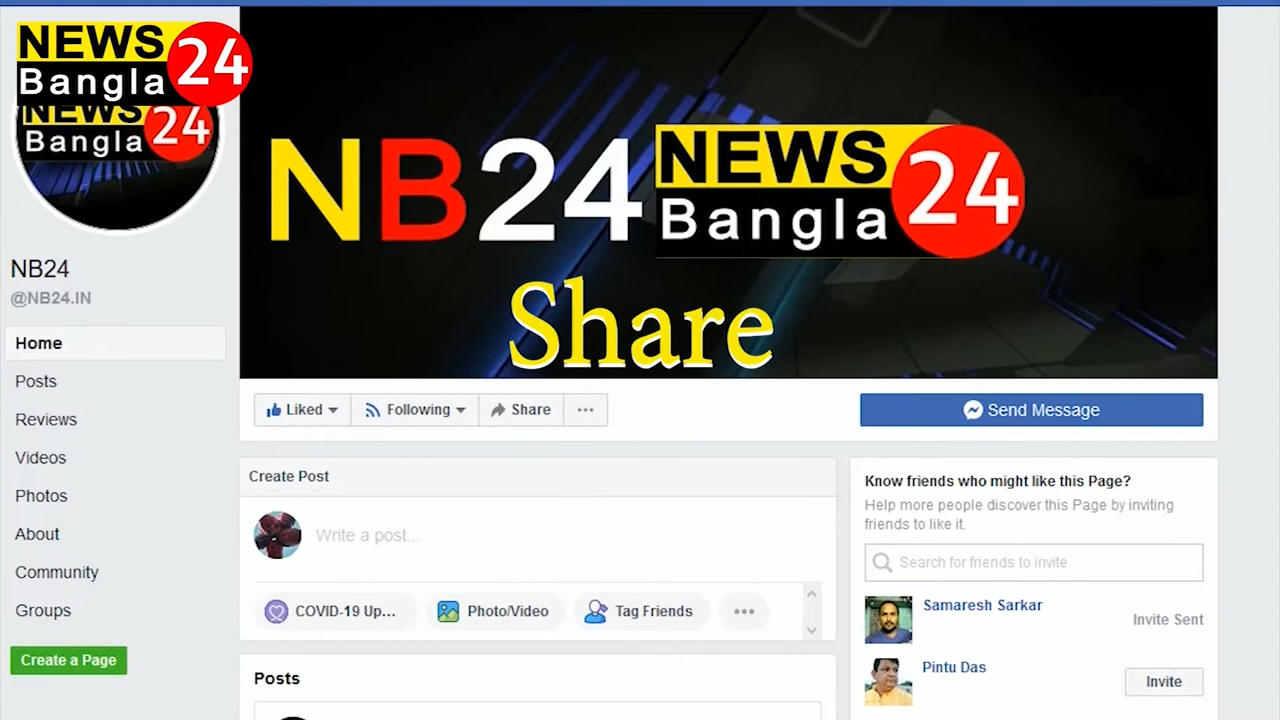 NEWS
Bangla
24
NEWS
Bangla
24
NB24
@NB24.IN
Home
Posts
Reviews
Videos
Photos
About
Community
Groups
Create a Page
NB24
NEWS
Bangla
24
Share
Liked
Following
Share
Send Message
Create Post
Write a post...
COVID-19 Up...
Photo/Video
Tag Friends
Posts
Know friends who might like this Page?
Help more people discover this Page by inviting
friends to like it.
Search for friends to invite
Samaresh Sarkar
Invite Sent
Pintu Das
Invite